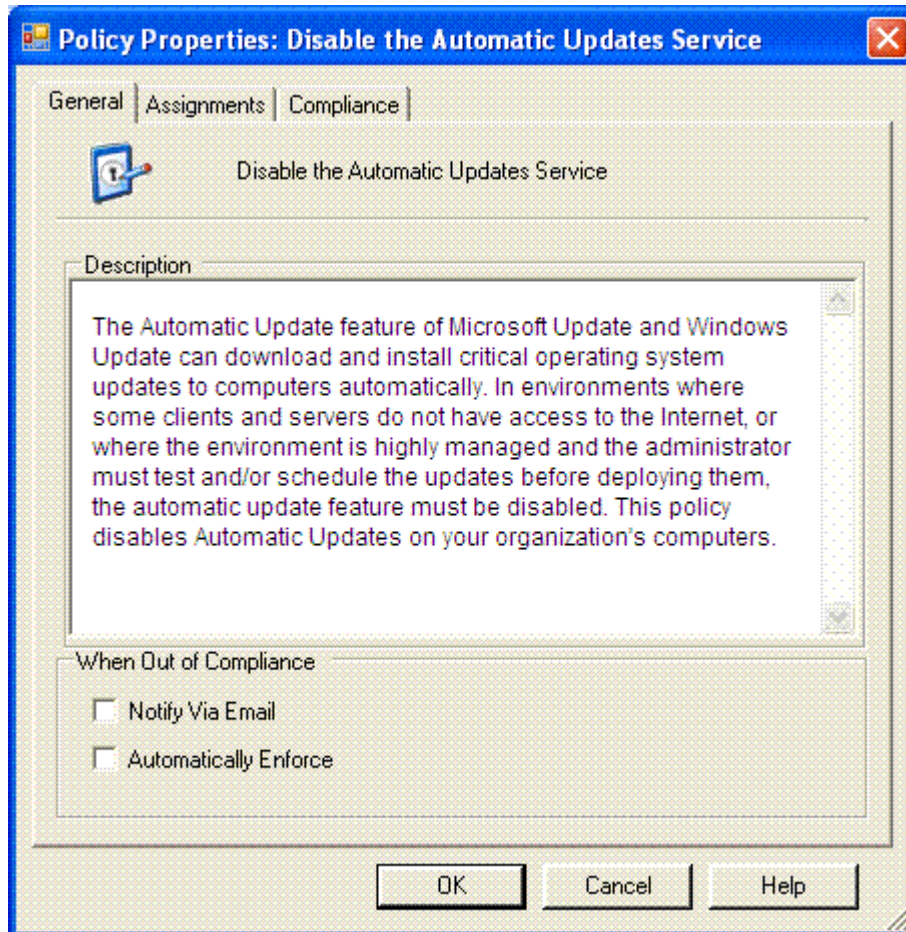 Policy Properties: Disable the Automatic Updates Service
General
Assignments
Compliance
Disable the Automatic Updates Service
Description
The Automatic Update feature of Microsoft Update and Windows
Update can download and install critical operating system
updates to computers automatically. In environments where
some clients and servers do not have access to the Internet, or
where the environment is highly managed and the administrator
must test and/or schedule the updates before deploying them,
the automatic update feature must be disabled. This policy
disables Automatic Updates on your organization's computers.
When Out of Compliance
Notify Via Email
Automatically Enforce
OK
Cancel
Help